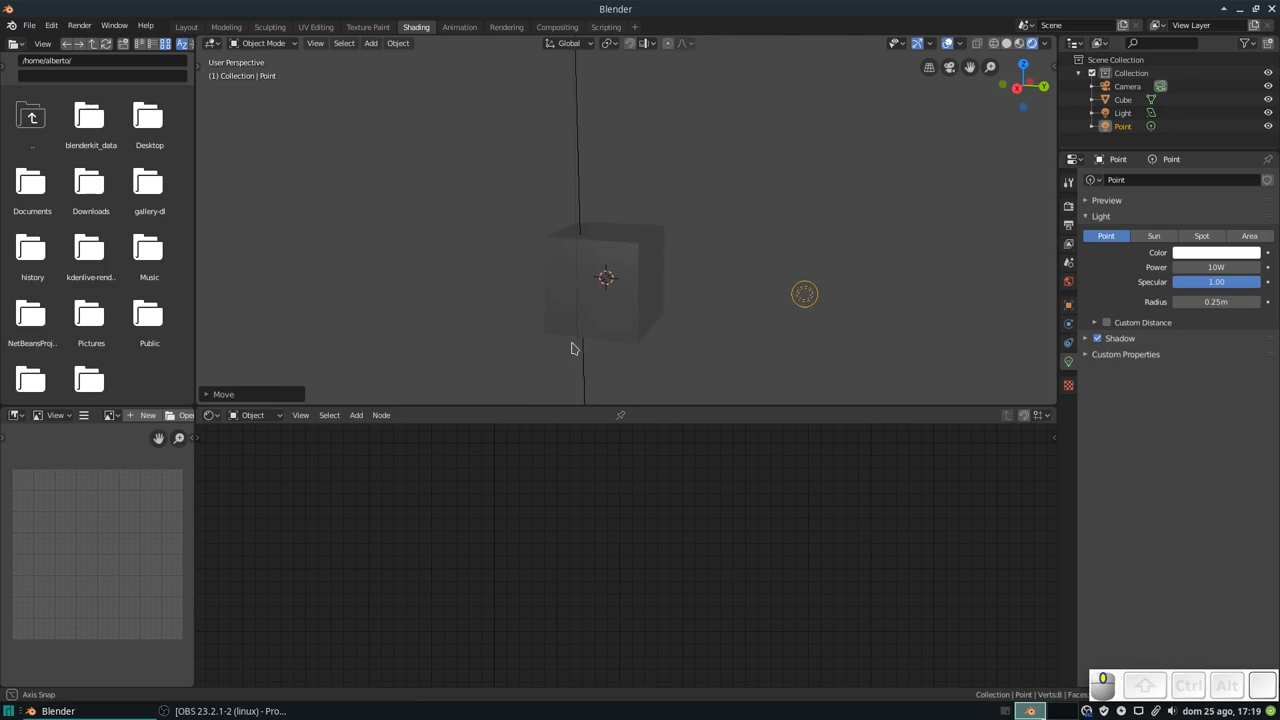 Blender
File Edit Render Window Help
Layout Modeling Sculpting UV Editing Texture Paint Shading Animation Rendering Compositing Scripting +
Scene
View Layer
View
Object Mode View Select Add Object
Global
/home/alberto/
User Perspective
(1) Collection | Point
Z
X
Y
Scene Collection
Collection
Camera
Cube
Light
Point
..
blenderkit_data
Desktop
Documents
Downloads
gallery-dl
history
kdenlive-rend..
Music
NetBeansProj..
Pictures
Public
Point Point
Point
Preview
Light
Point Sun Spot Area
Color
Power 10W
Specular 1.00
Radius 0.25m
Custom Distance
Shadow
Custom Properties
Move
View New Ope
Object View Select Add Node
Axis Snap
Collection | Point | Verts:8 | Faces:
Ctrl Alt
Blender
[OBS 23.2.1-2 (linux) - Pro...
dom 25 ago, 17:19